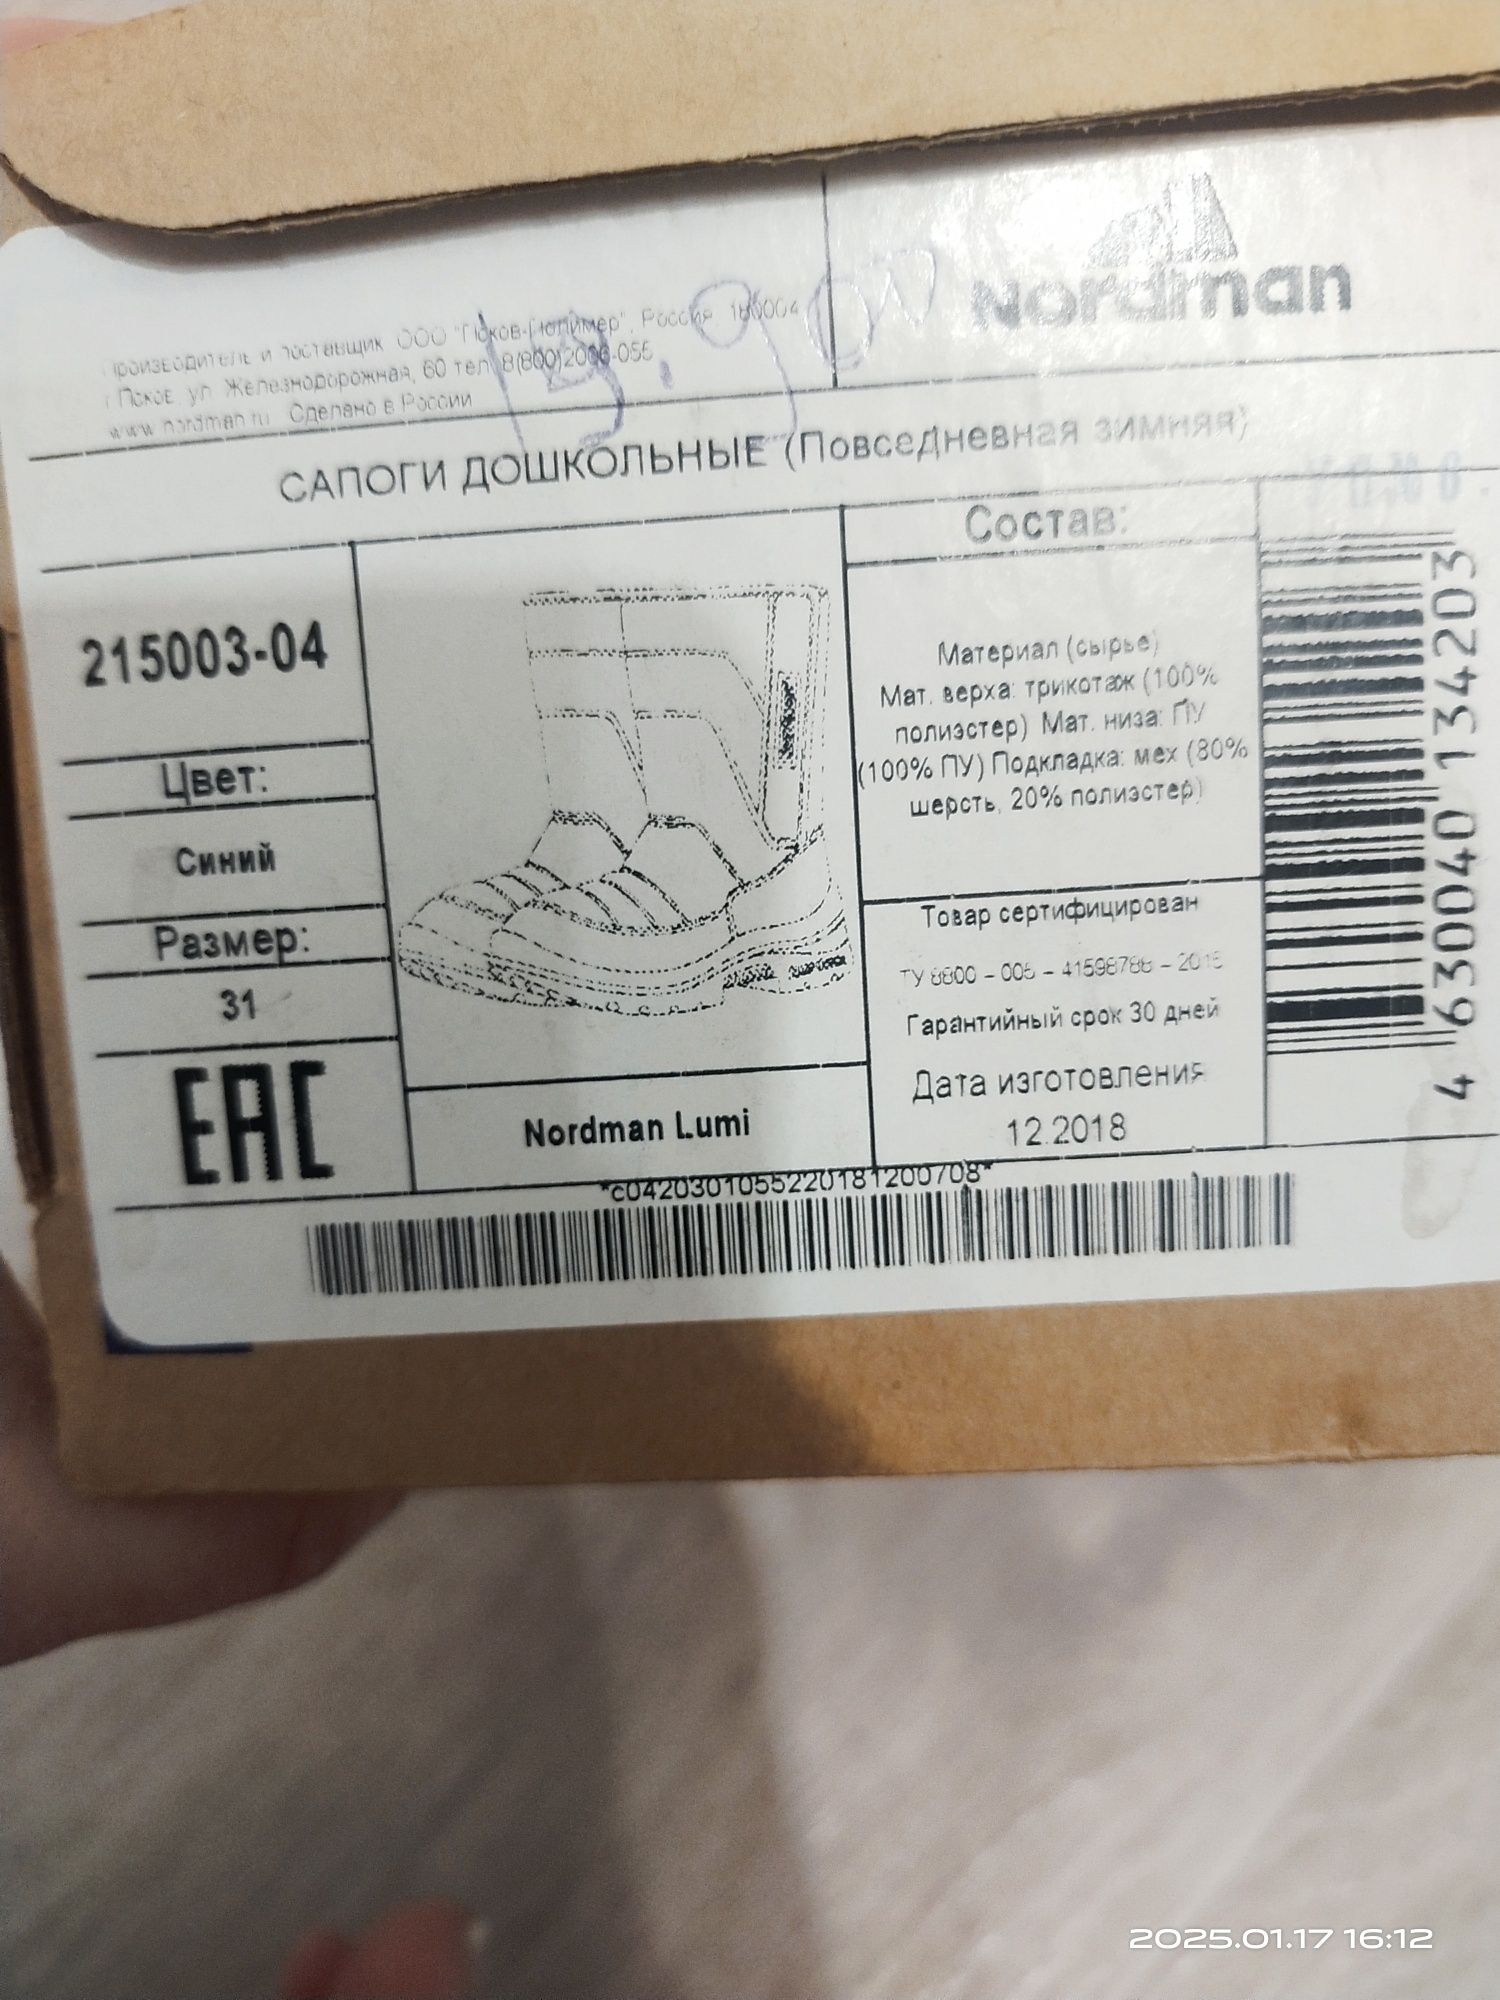 Nordman
Производитель и поставщик ООО "Псков-Полимер", Россия, 180004
г Псков, ул. Железнодорожная, 60 тел. 8(800)2006-055
www.nordman.ru Сделано в России
САПОГИ ДОШКОЛЬНЫЕ (Повседневная зимняя)
215003-04
Цвет:
Синий
Размер:
31
EAC
Nordman Lumi
Состав:
Материал (сырье)
Мат. верха: трикотаж (100%
полиэстер) Мат. низа: ПУ
(100% ПУ) Подкладка: мех (80%
шерсть, 20% полиэстер)
Товар сертифицирован
Гарантийный срок 30 дней
Дата изготовления
12.2018
4 630040 134203
*c0420301055220181200708*
2025.01.17 16:12